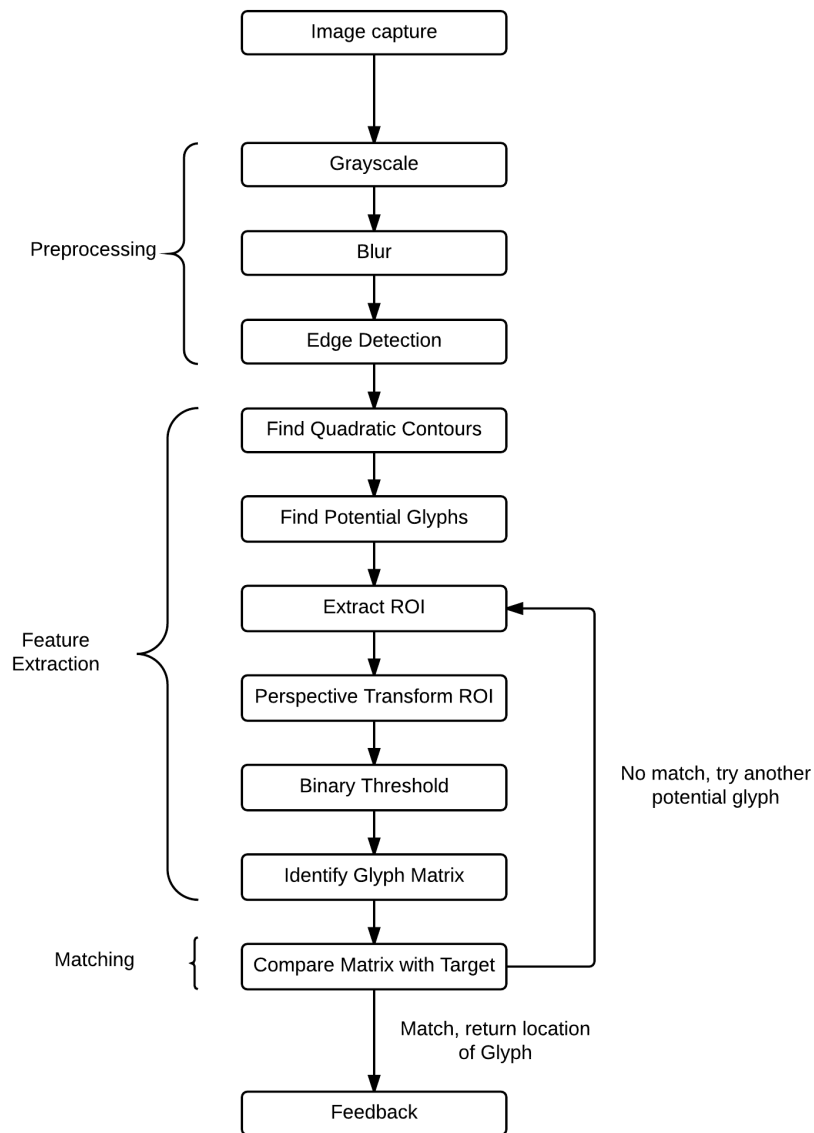 Image capture
Grayscale
Preprocessing
Blur
Edge Detection
Find Quadratic Contours
Find Potential Glyphs
Extract ROI
Feature
Extraction
Perspective Transform ROI
Binary Threshold
No match, try another
potential glyph
Identify Glyph Matrix
Matching
Compare Matrix with Target
Match, return location
of Glyph
Feedback